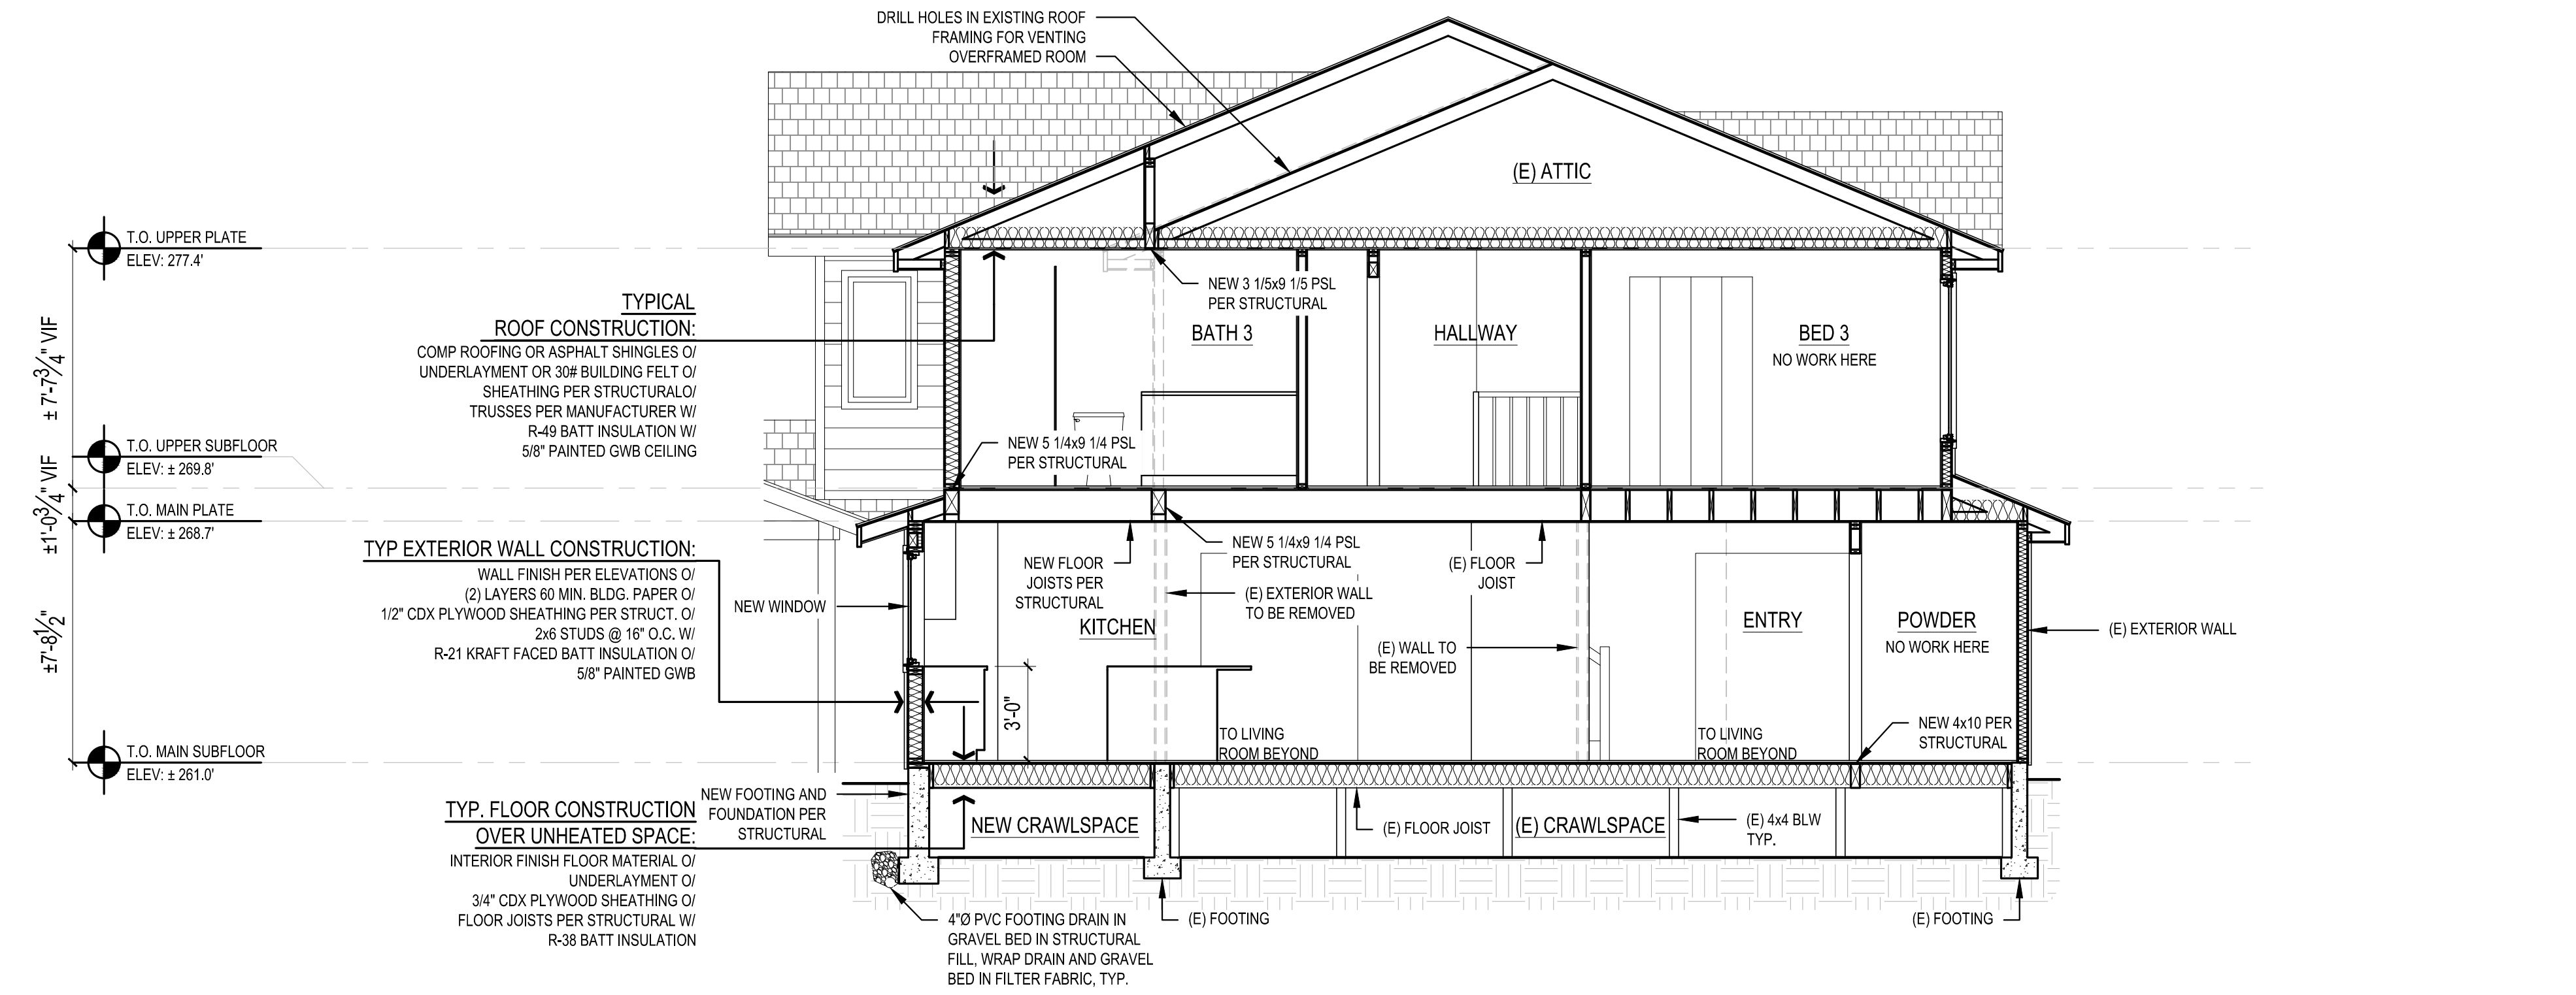 DRILL HOLES IN EXISTING ROOF
FRAMING FOR VENTING
OVERFRAMED ROOM
(E) ATTIC
T.O. UPPER PLATE
ELEV: 277.4'
± 7'-7 3/4" VIF
T.O. UPPER SUBFLOOR
ELEV: ± 269.8'
±1'-0 3/4" VIF
T.O. MAIN PLATE
ELEV: ± 268.7'
±7'-8 1/2"
T.O. MAIN SUBFLOOR
ELEV: ± 261.0'
TYPICAL
ROOF CONSTRUCTION:
COMP ROOFING OR ASPHALT SHINGLES O/
UNDERLAYMENT OR 30# BUILDING FELT O/
SHEATHING PER STRUCTURALO/
TRUSSES PER MANUFACTURER W/
R-49 BATT INSULATION W/
5/8" PAINTED GWB CEILING
NEW 3 1/5x9 1/5 PSL
PER STRUCTURAL
BATH 3
HALLWAY
BED 3
NO WORK HERE
NEW 5 1/4x9 1/4 PSL
PER STRUCTURAL
TYP EXTERIOR WALL CONSTRUCTION:
WALL FINISH PER ELEVATIONS O/
(2) LAYERS 60 MIN. BLDG. PAPER O/
1/2" CDX PLYWOOD SHEATHING PER STRUCT. O/
2x6 STUDS @ 16" O.C. W/
R-21 KRAFT FACED BATT INSULATION O/
5/8" PAINTED GWB
NEW WINDOW
NEW FLOOR
JOISTS PER
STRUCTURAL
KITCHEN
NEW 5 1/4x9 1/4 PSL
PER STRUCTURAL
(E) EXTERIOR WALL
TO BE REMOVED
(E) FLOOR
JOIST
(E) WALL TO
BE REMOVED
ENTRY
POWDER
NO WORK HERE
(E) EXTERIOR WALL
3'-0"
TO LIVING
ROOM BEYOND
TO LIVING
ROOM BEYOND
NEW 4x10 PER
STRUCTURAL
NEW FOOTING AND
FOUNDATION PER
STRUCTURAL
TYP. FLOOR CONSTRUCTION
OVER UNHEATED SPACE:
INTERIOR FINISH FLOOR MATERIAL O/
UNDERLAYMENT O/
3/4" CDX PLYWOOD SHEATHING O/
FLOOR JOISTS PER STRUCTURAL W/
R-38 BATT INSULATION
NEW CRAWLSPACE
(E) FLOOR JOIST
(E) CRAWLSPACE
(E) 4x4 BLW
TYP.
4"Ø PVC FOOTING DRAIN IN
GRAVEL BED IN STRUCTURAL
FILL, WRAP DRAIN AND GRAVEL
BED IN FILTER FABRIC, TYP.
(E) FOOTING
(E) FOOTING